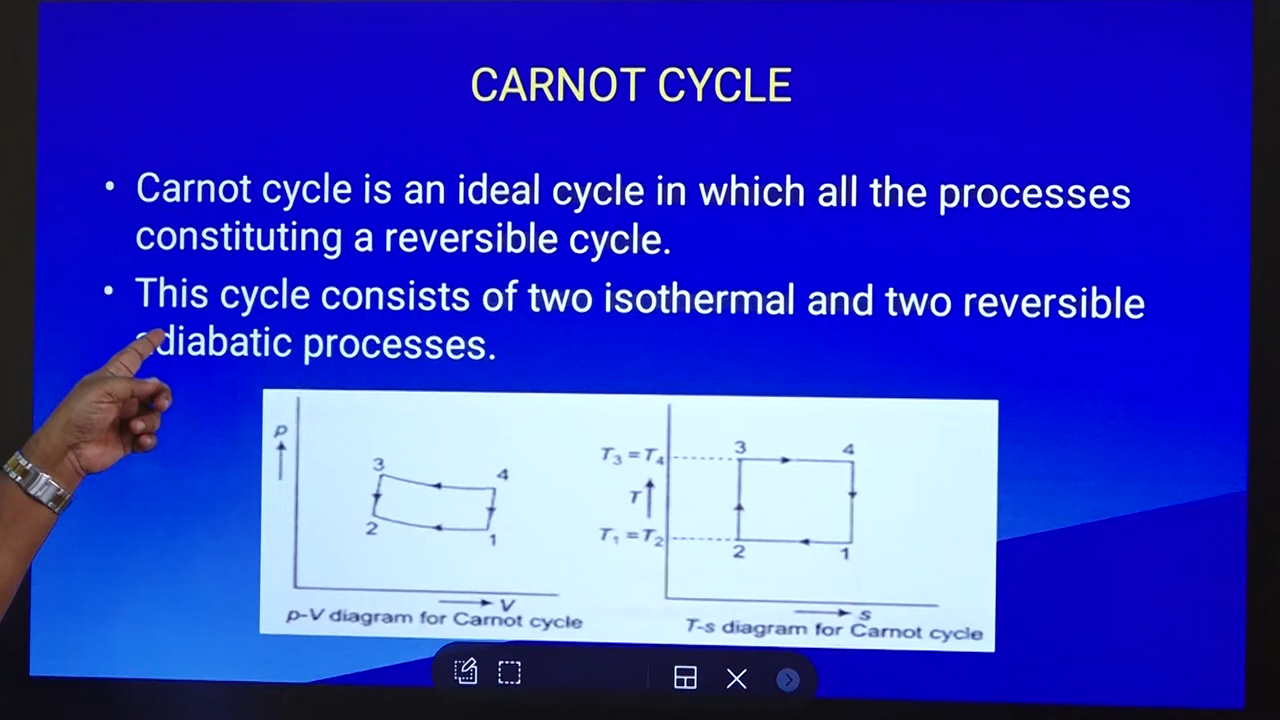 CARNOT CYCLE
• Carnot cycle is an ideal cycle in which all the processes
constituting a reversible cycle.
• This cycle consists of two isothermal and two reversible
adiabatic processes.
p
3
4
2
1
V
p-V diagram for Carnot cycle
3
4
T₃ = T₄
T
T₁ = T₂
2
1
s
T-s diagram for Carnot cycle